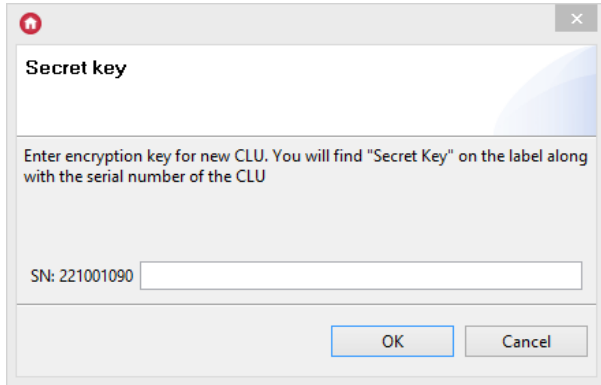 Secret key
Enter encryption key for new CLU. You will find "Secret Key" on the label along
with the serial number of the CLU
SN: 221001090
OK Cancel